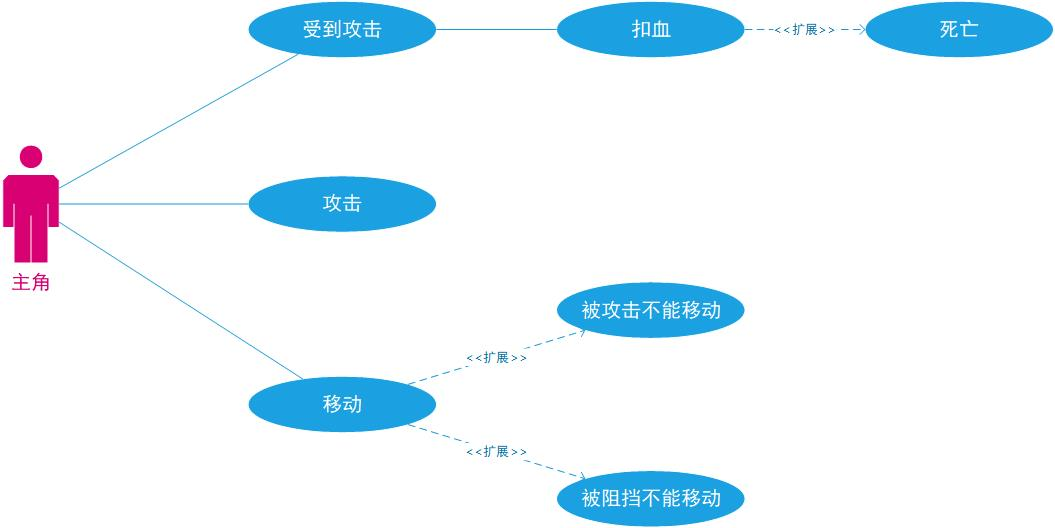 受到攻击
扣血
<<扩展>>
死亡
攻击
主角
被攻击不能移动
<<扩展>>
移动
<<扩展>>
被阻挡不能移动